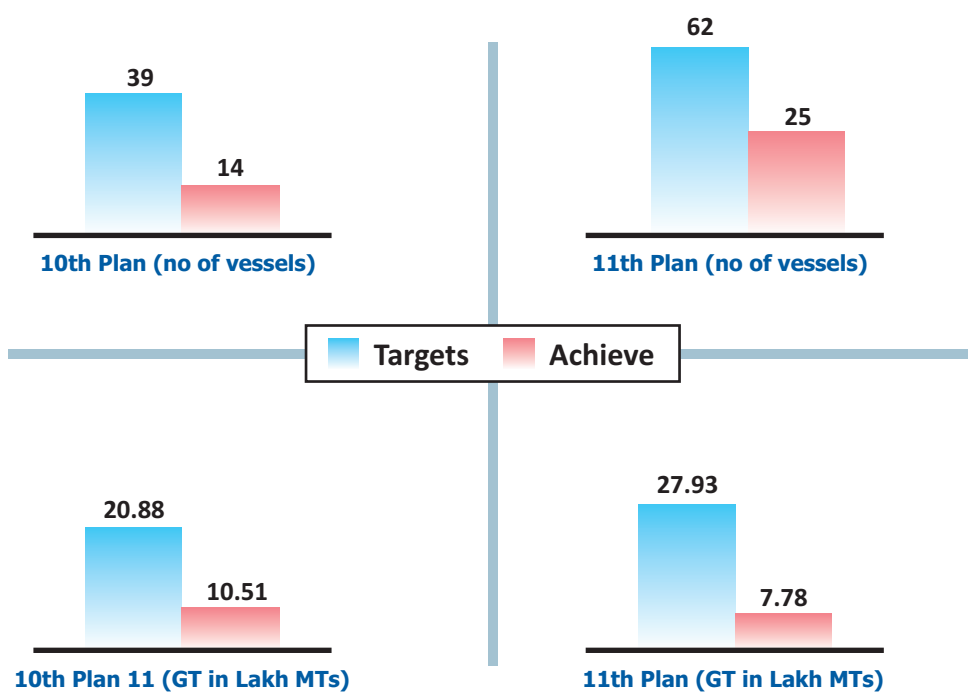 39
14
10th Plan (no of vessels)
62
25
11th Plan (no of vessels)
Targets Achieve
20.88
10.51
10th Plan 11 (GT in Lakh MTs)
27.93
7.78
11th Plan (GT in Lakh MTs)